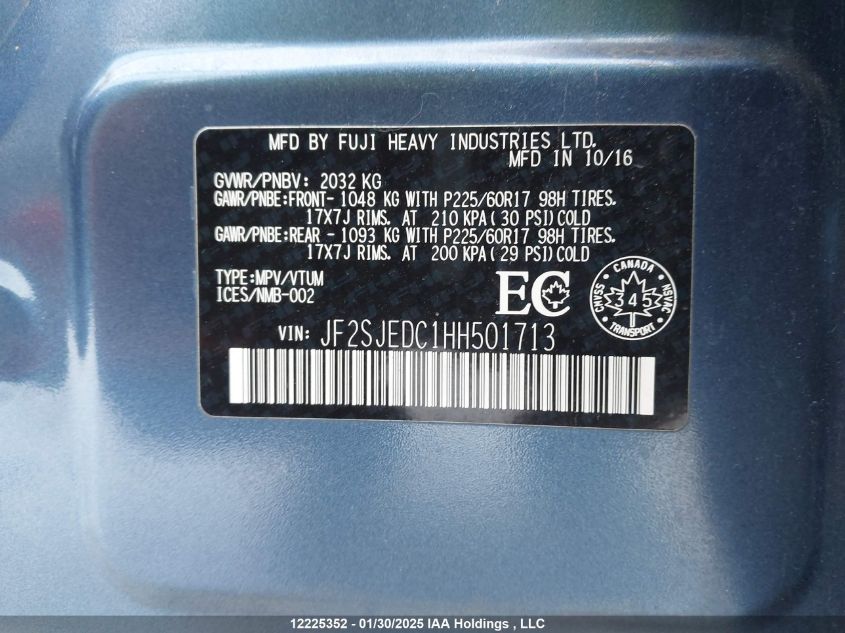 MFD BY FUJI HEAVY INDUSTRIES LTD.
MFD IN 10/16
GVWR/PNBV: 2032 KG
GAWR/PNBE:FRONT- 1048 KG WITH P225/60R17 98H TIRES.
17X7J RIMS. AT 210 KPA( 30 PSI)COLD
GAWR/PNBE:REAR - 1093 KG WITH P225/60R17 98H TIRES.
17X7J RIMS. AT 200 KPA( 29 PSI)COLD
TYPE:MPV/VTUM
ICES/NMB-002
EC
CANADA
CMVSS
345
NSVAC
TRANSPORT
VIN: JF2SJEDC1HH501713
12225352 - 01/30/2025 IAA Holdings , LLC